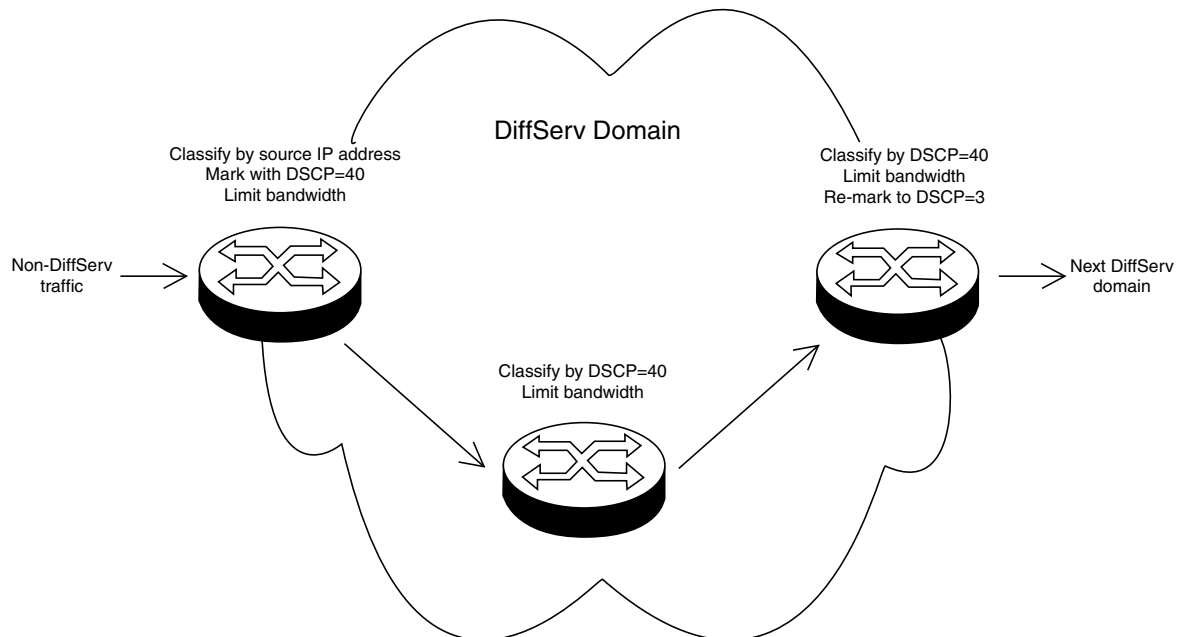 DiffServ Domain
Classify by source IP address
Mark with DSCP=40
Limit bandwidth
Classify by DSCP=40
Limit bandwidth
Re-mark to DSCP=3
Non-DiffServ
traffic
Next DiffServ
domain
Classify by DSCP=40
Limit bandwidth